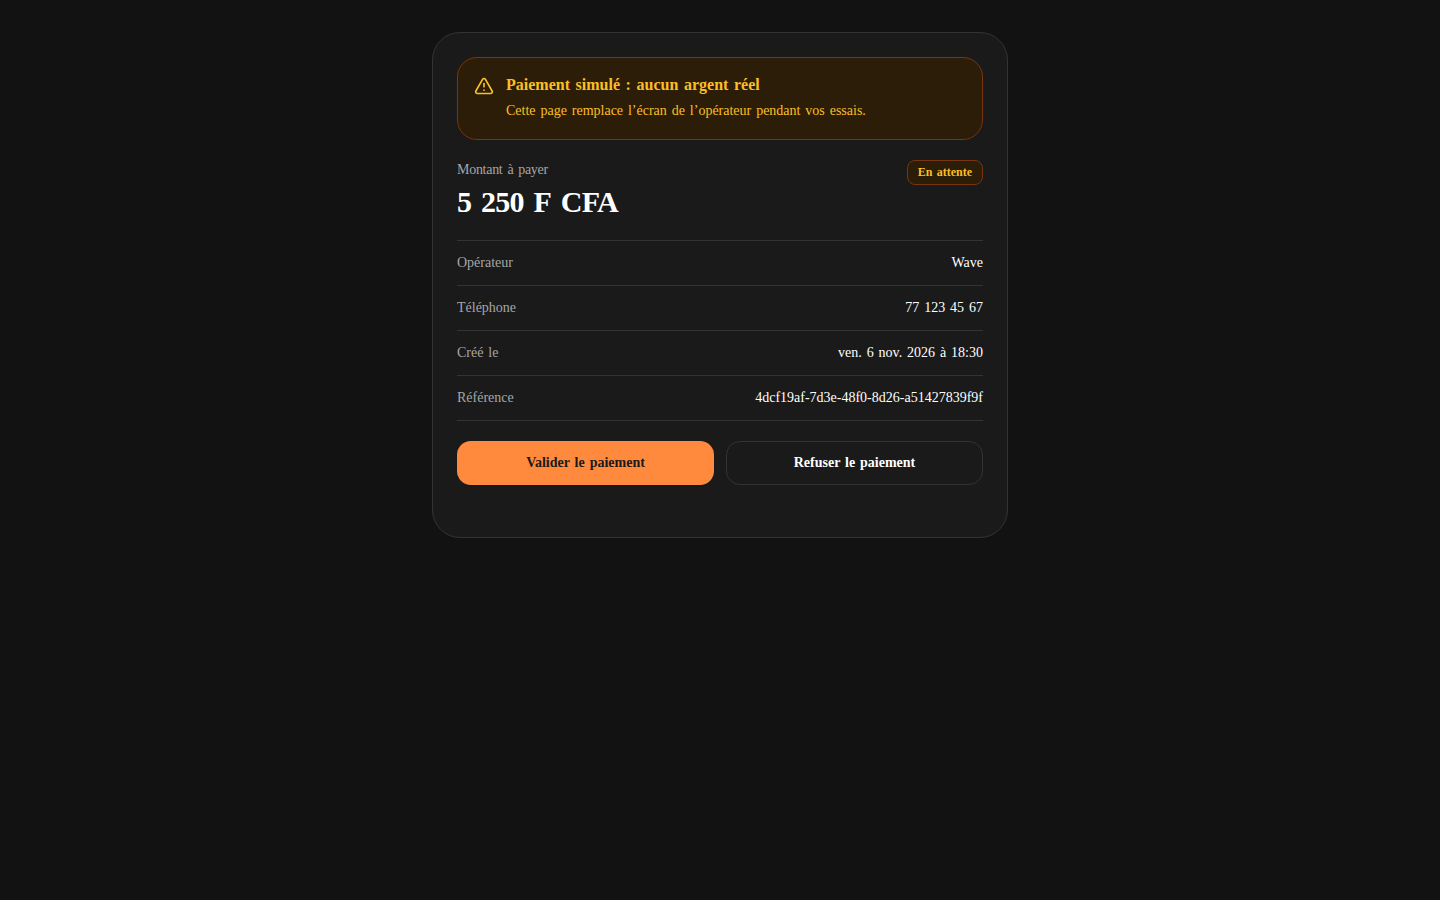 Paiement simulé : aucun argent réel
Cette page remplace l’écran de l’opérateur pendant vos essais.
Montant à payer
En attente
5 250 F CFA
Opérateur Wave
Téléphone 77 123 45 67
Créé le ven. 6 nov. 2026 à 18:30
Référence 4dcf19af-7d3e-48f0-8d26-a51427839f9f
Valider le paiement Refuser le paiement